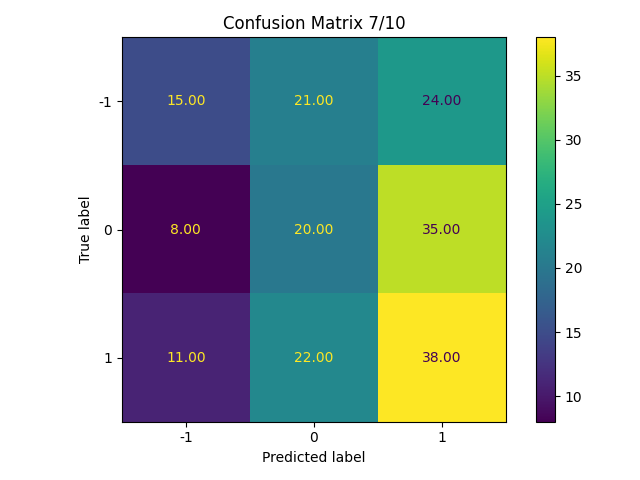 Confusion Matrix 7/10
True label
-1 15.00 21.00 24.00
0 8.00 20.00 35.00
1 11.00 22.00 38.00
-1 0 1
Predicted label
35
30
25
20
15
10